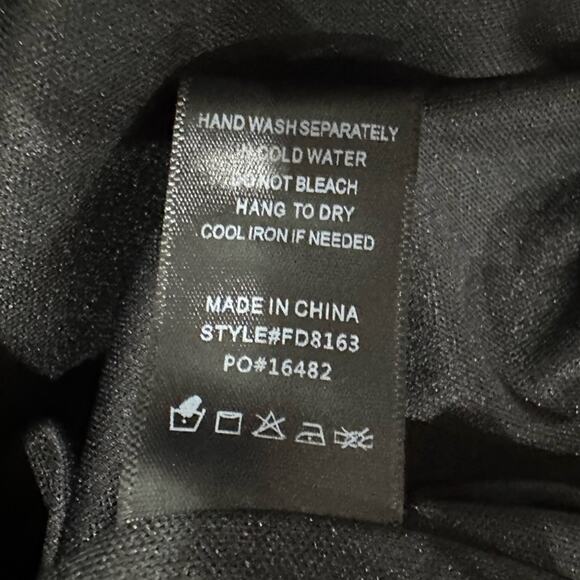 HAND WASH SEPARATELY
COLD WATER
NOT BLEACH
HANG TO DRY
COOL IRON IF NEEDED
MADE IN CHINA
STYLE#FD8163
PO#16482